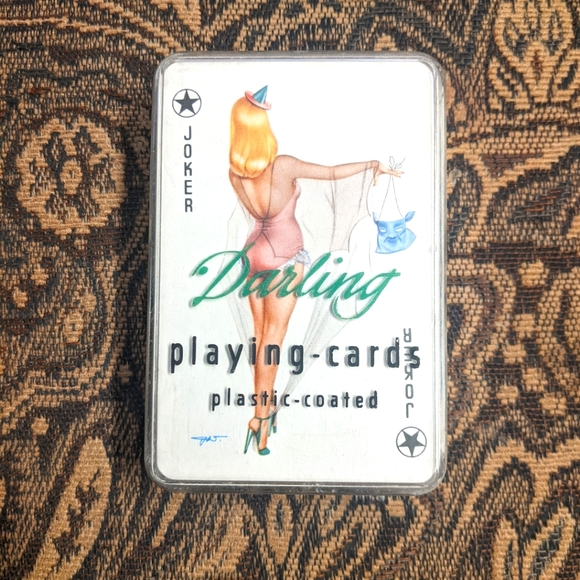 JOKER
Darling
playing-cards
plastic-coated
JOKER